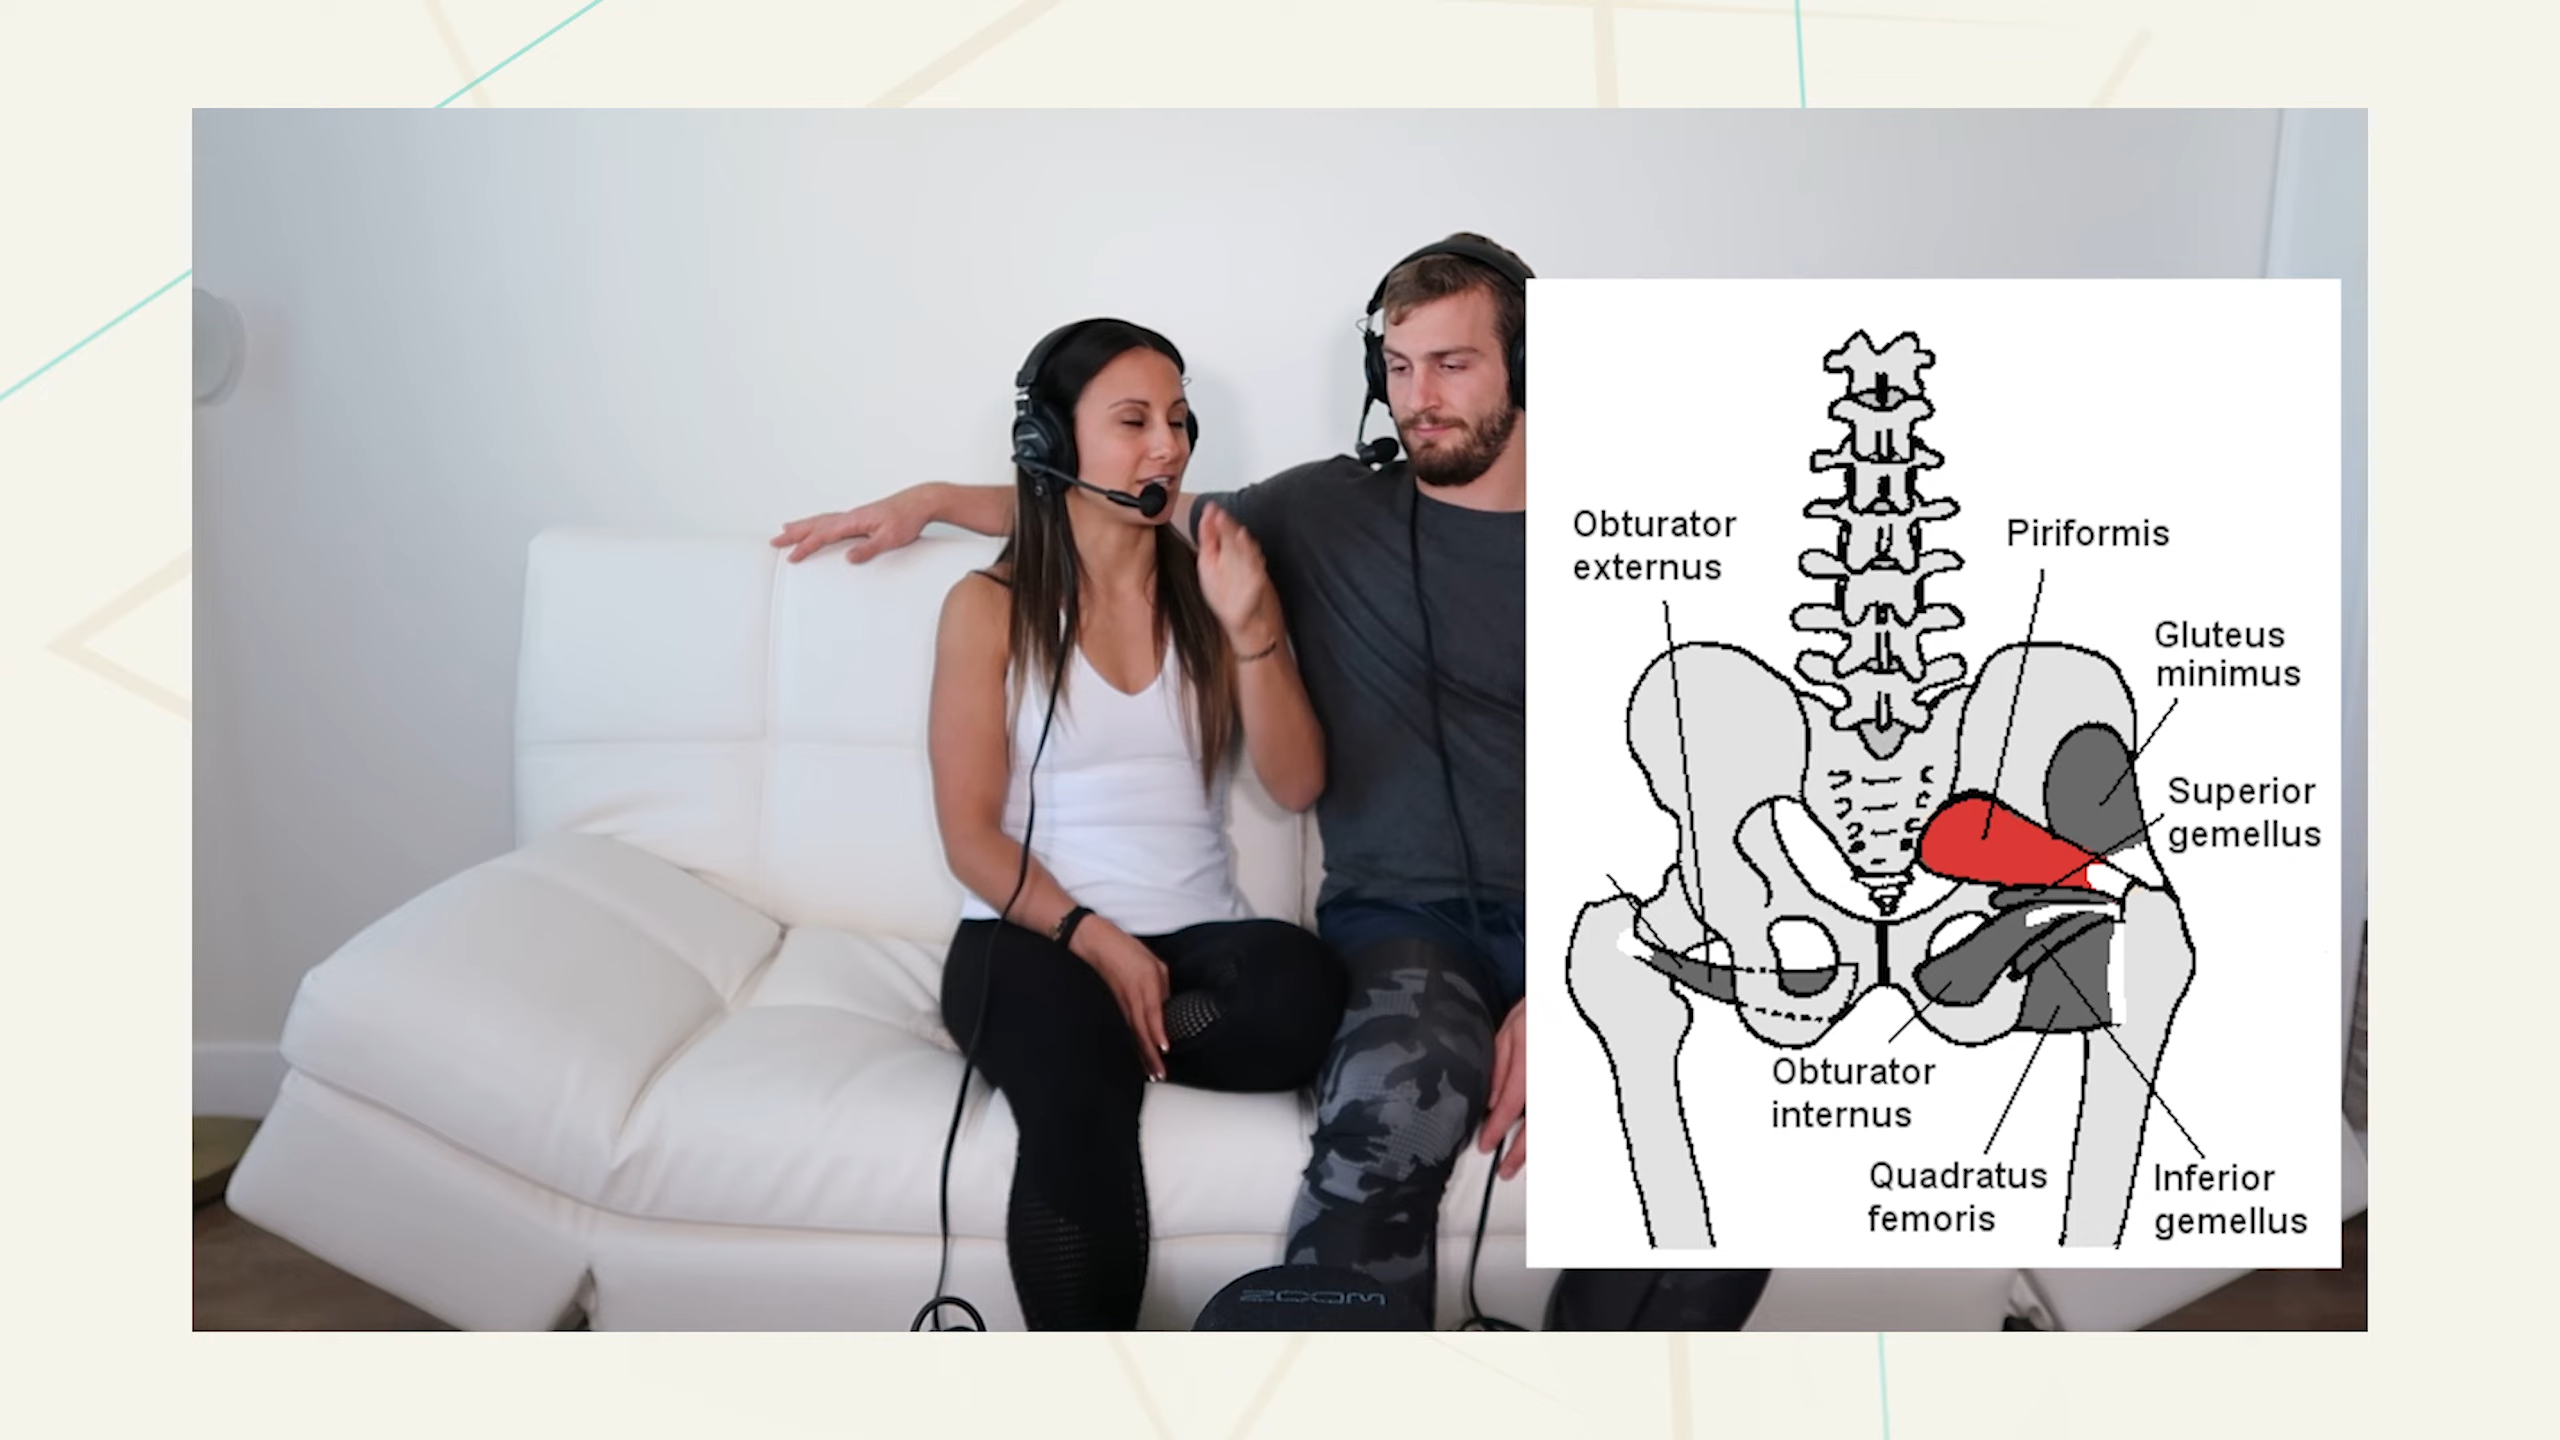 Obturator
externus
Piriformis
Gluteus
minimus
Superior
gemellus
Obturator
internus
Quadratus
femoris
Inferior
gemellus
ZOOM